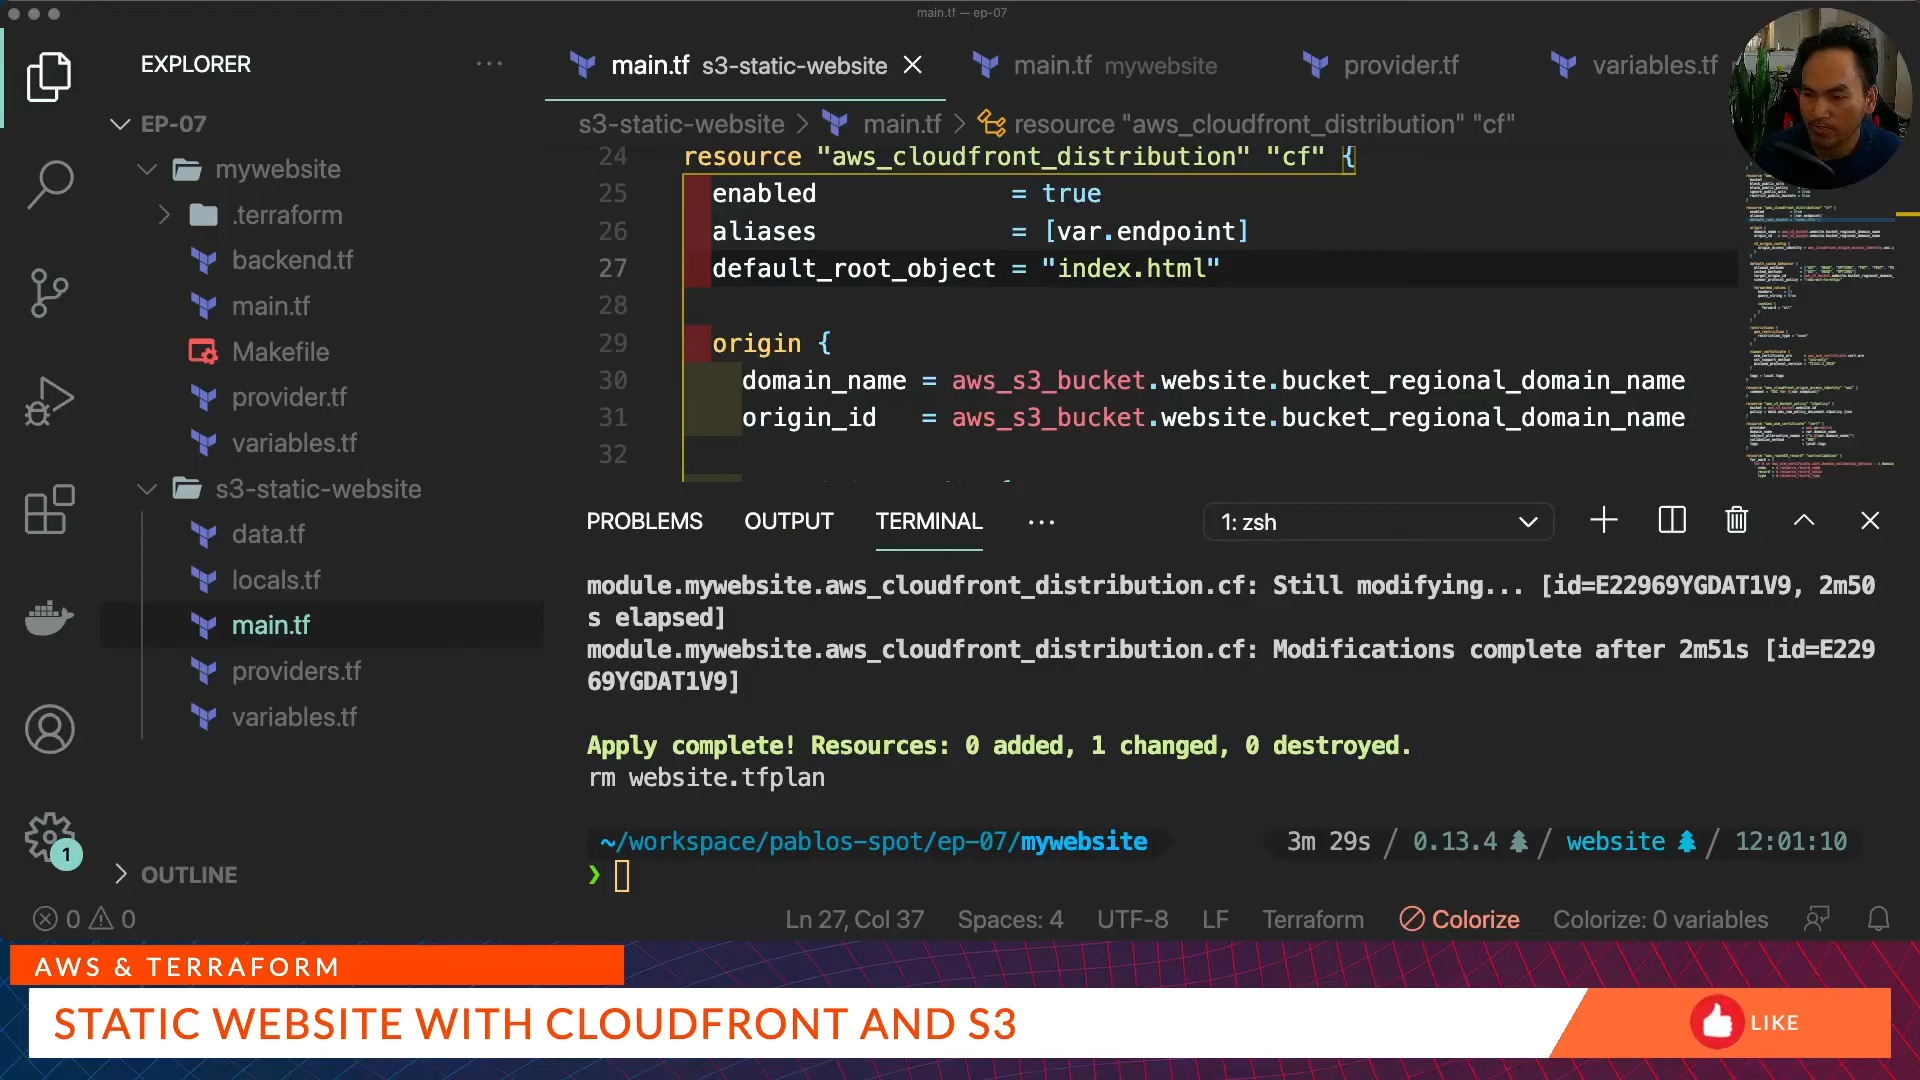 main.tf — ep-07
EXPLORER
EP-07
mywebsite
.terraform
backend.tf
main.tf
Makefile
provider.tf
variables.tf
s3-static-website
data.tf
locals.tf
main.tf
providers.tf
variables.tf
OUTLINE
main.tf s3-static-website
main.tf mywebsite
provider.tf
variables.tf
s3-static-website > main.tf > resource "aws_cloudfront_distribution" "cf"
24 resource "aws_cloudfront_distribution" "cf" {
25 enabled = true
26 aliases = [var.endpoint]
27 default_root_object = "index.html"
28
29 origin {
30 domain_name = aws_s3_bucket.website.bucket_regional_domain_name
31 origin_id = aws_s3_bucket.website.bucket_regional_domain_name
32
PROBLEMS OUTPUT TERMINAL ··· 1: zsh
module.mywebsite.aws_cloudfront_distribution.cf: Still modifying... [id=E22969YGDAT1V9, 2m50
s elapsed]
module.mywebsite.aws_cloudfront_distribution.cf: Modifications complete after 2m51s [id=E229
69YGDAT1V9]
Apply complete! Resources: 0 added, 1 changed, 0 destroyed.
rm website.tfplan
~/workspace/pablos-spot/ep-07/mywebsite 3m 29s / 0.13.4 / website / 12:01:10
❯
1
0 0 Ln 27, Col 37 Spaces: 4 UTF-8 LF Terraform Colorize Colorize: 0 variables
AWS & TERRAFORM
STATIC WEBSITE WITH CLOUDFRONT AND S3
LIKE